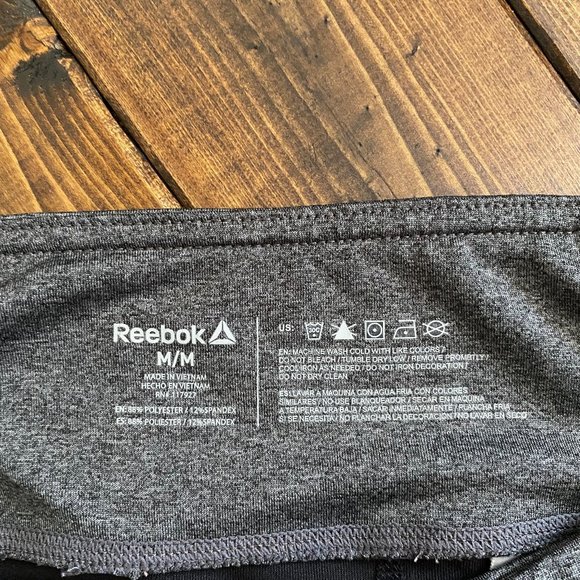 Reebok
M/M
MADE IN VIETNAM
HECHO EN VIETNAM
RN# 117922
EN: 88% POLYESTER / 12% SPANDEX
ES: 88% POLIESTER / 12% SPANDEX
US: 30C
EN: MACHINE WASH COLD WITH LIKE COLORS /
DO NOT BLEACH / TUMBLE DRY LOW / REMOVE PROMPTLY /
COOL IRON AS NEEDED / DO NOT IRON DECORATION /
DO NOT DRY CLEAN
ES: LAVAR A MAQUINA CON AGUA FRIA CON COLORES
SIMILARES / NO USE BLANQUEADOR / SECAR EN MAQUINA
A TEMPERATURA BAJA / SACAR INMEDIATAMENTE / PLANCHA FRIA
SI SE NECESITA / NO PLANCHAR LA DECORACION / NO LAVAR EN SECO